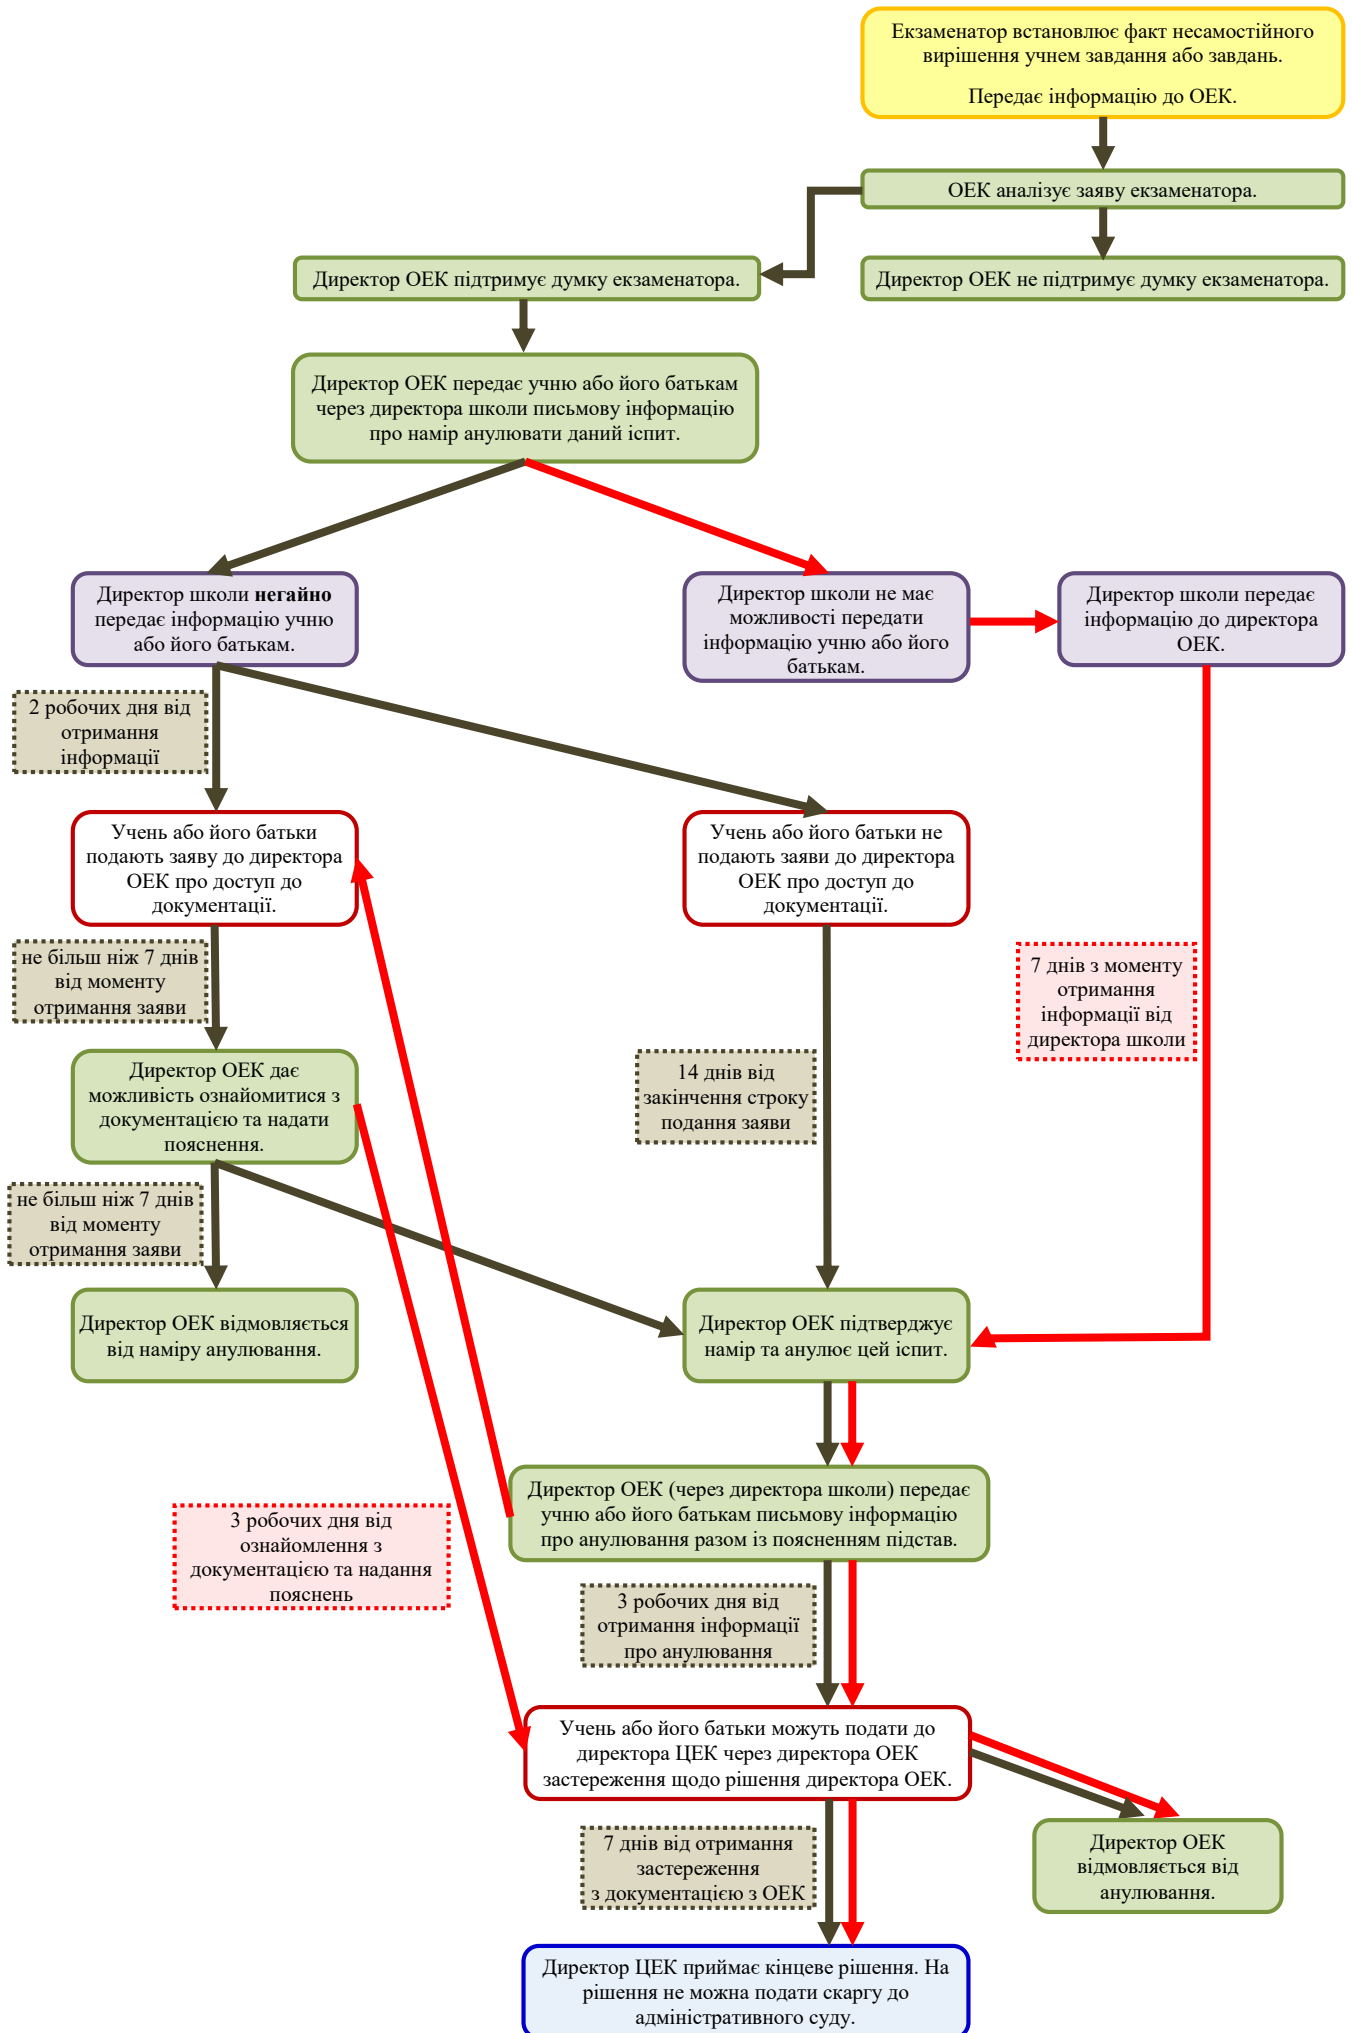 Екзаменатор встановлює факт несамостійного
вирішення учнем завдання або завдань.
Передає інформацію до ОЕК.
ОЕК аналізує заяву екзаменатора.
Директор ОЕК підтримує думку екзаменатора.
Директор ОЕК не підтримує думку екзаменатора.
Директор ОЕК передає учню або його батькам
через директора школи письмову інформацію
про намір анулювати даний іспит.
Директор школи негайно
передає інформацію учню
або його батькам.
Директор школи не має
можливості передати
інформацію учню або його
батькам.
Директор школи передає
інформацію до директора
ОЕК.
2 робочих дня від
отримання
інформації
Учень або його батьки
подають заяву до директора
ОЕК про доступ до
документації.
Учень або його батьки не
подають заяви до директора
ОЕК про доступ до
документації.
не більш ніж 7 днів
від моменту
отримання заяви
7 днів з моменту
отримання
інформації від
директора школи
Директор ОЕК дає
можливість ознайомитися з
документацією та надати
пояснення.
14 днів від
закінчення строку
подання заяви
не більш ніж 7 днів
від моменту
отримання заяви
Директор ОЕК відмовляється
від наміру анулювання.
Директор ОЕК підтверджує
намір та анулює цей іспит.
Директор ОЕК (через директора школи) передає
учню або його батькам письмову інформацію
про анулювання разом із поясненням підстав.
3 робочих дня від
ознайомлення з
документацією та надання
пояснень
3 робочих дня від
отримання інформації
про анулювання
Учень або його батьки можуть подати до
директора ЦЕК через директора ОЕК
застереження щодо рішення директора ОЕК.
7 днів від отримання
застереження
з документацією з ОЕК
Директор ОЕК
відмовляється від
анулювання.
Директор ЦЕК приймає кінцеве рішення. На
рішення не можна подати скаргу до
адміністративного суду.